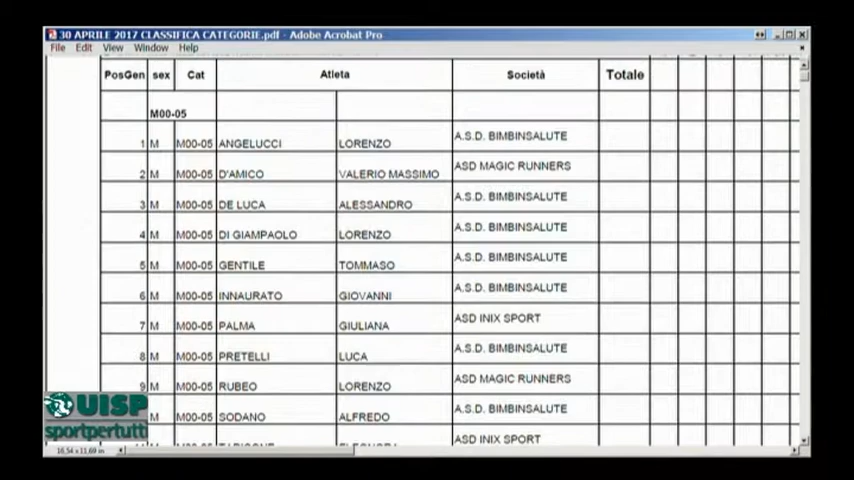 30 APRILE 2017 CLASSIFICA CATEGORIE.pdf - Adobe Acrobat Pro
File Edit View Window Help
PosGen sex Cat Atleta Società Totale
M00-05
1 M M00-05 ANGELUCCI LORENZO A.S.D. BIMBINSALUTE
2 M M00-05 D'AMICO VALERIO MASSIMO ASD MAGIC RUNNERS
3 M M00-05 DE LUCA ALESSANDRO A.S.D. BIMBINSALUTE
4 M M00-05 DI GIAMPAOLO LORENZO A.S.D. BIMBINSALUTE
5 M M00-05 GENTILE TOMMASO A.S.D. BIMBINSALUTE
6 M M00-05 INNAURATO GIOVANNI A.S.D. BIMBINSALUTE
7 M M00-05 PALMA GIULIANA ASD INIX SPORT
8 M M00-05 PRETELLI LUCA A.S.D. BIMBINSALUTE
9 M M00-05 RUBEO LORENZO ASD MAGIC RUNNERS
M M00-05 SODANO ALFREDO A.S.D. BIMBINSALUTE
ASD INIX SPORT
UISP
sportpertutti
16,54 x 11,69 in